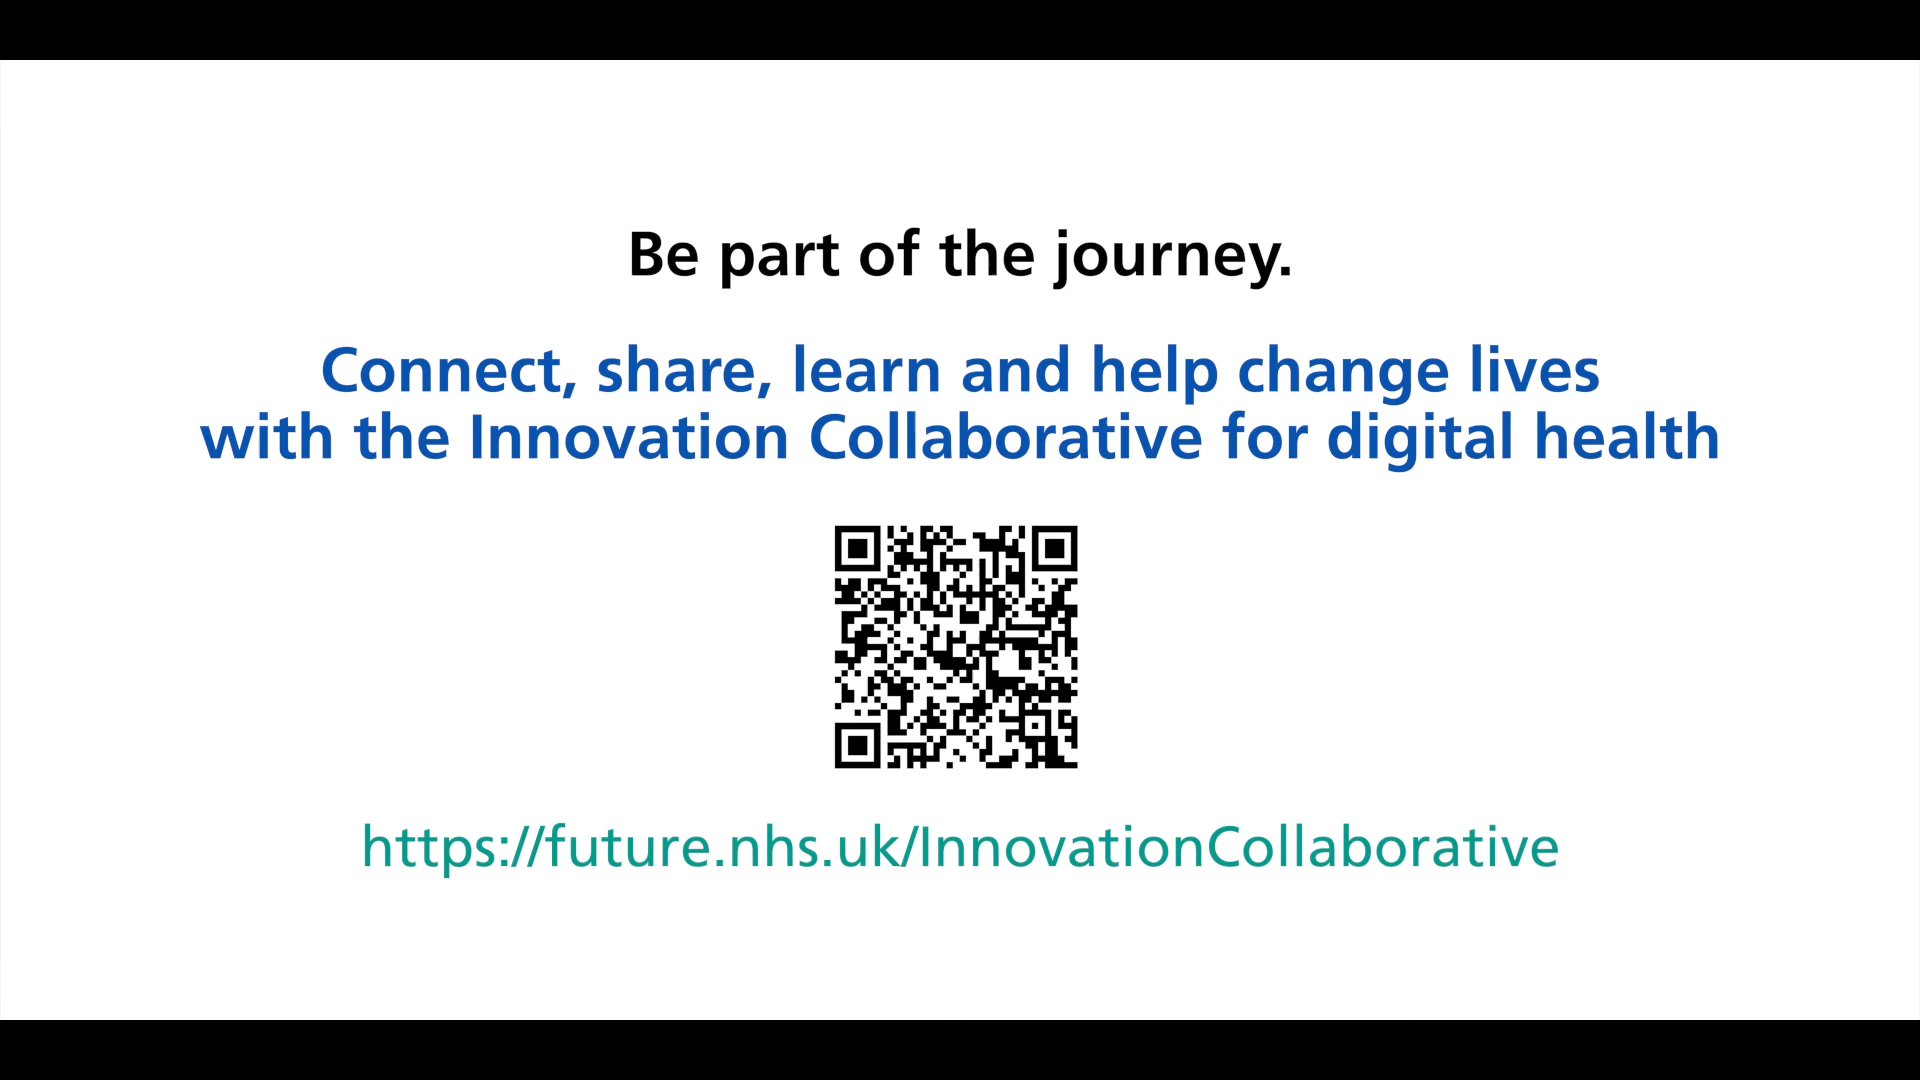 Be part of the journey.
Connect, share, learn and help change lives
with the Innovation Collaborative for digital health
https://future.nhs.uk/InnovationCollaborative